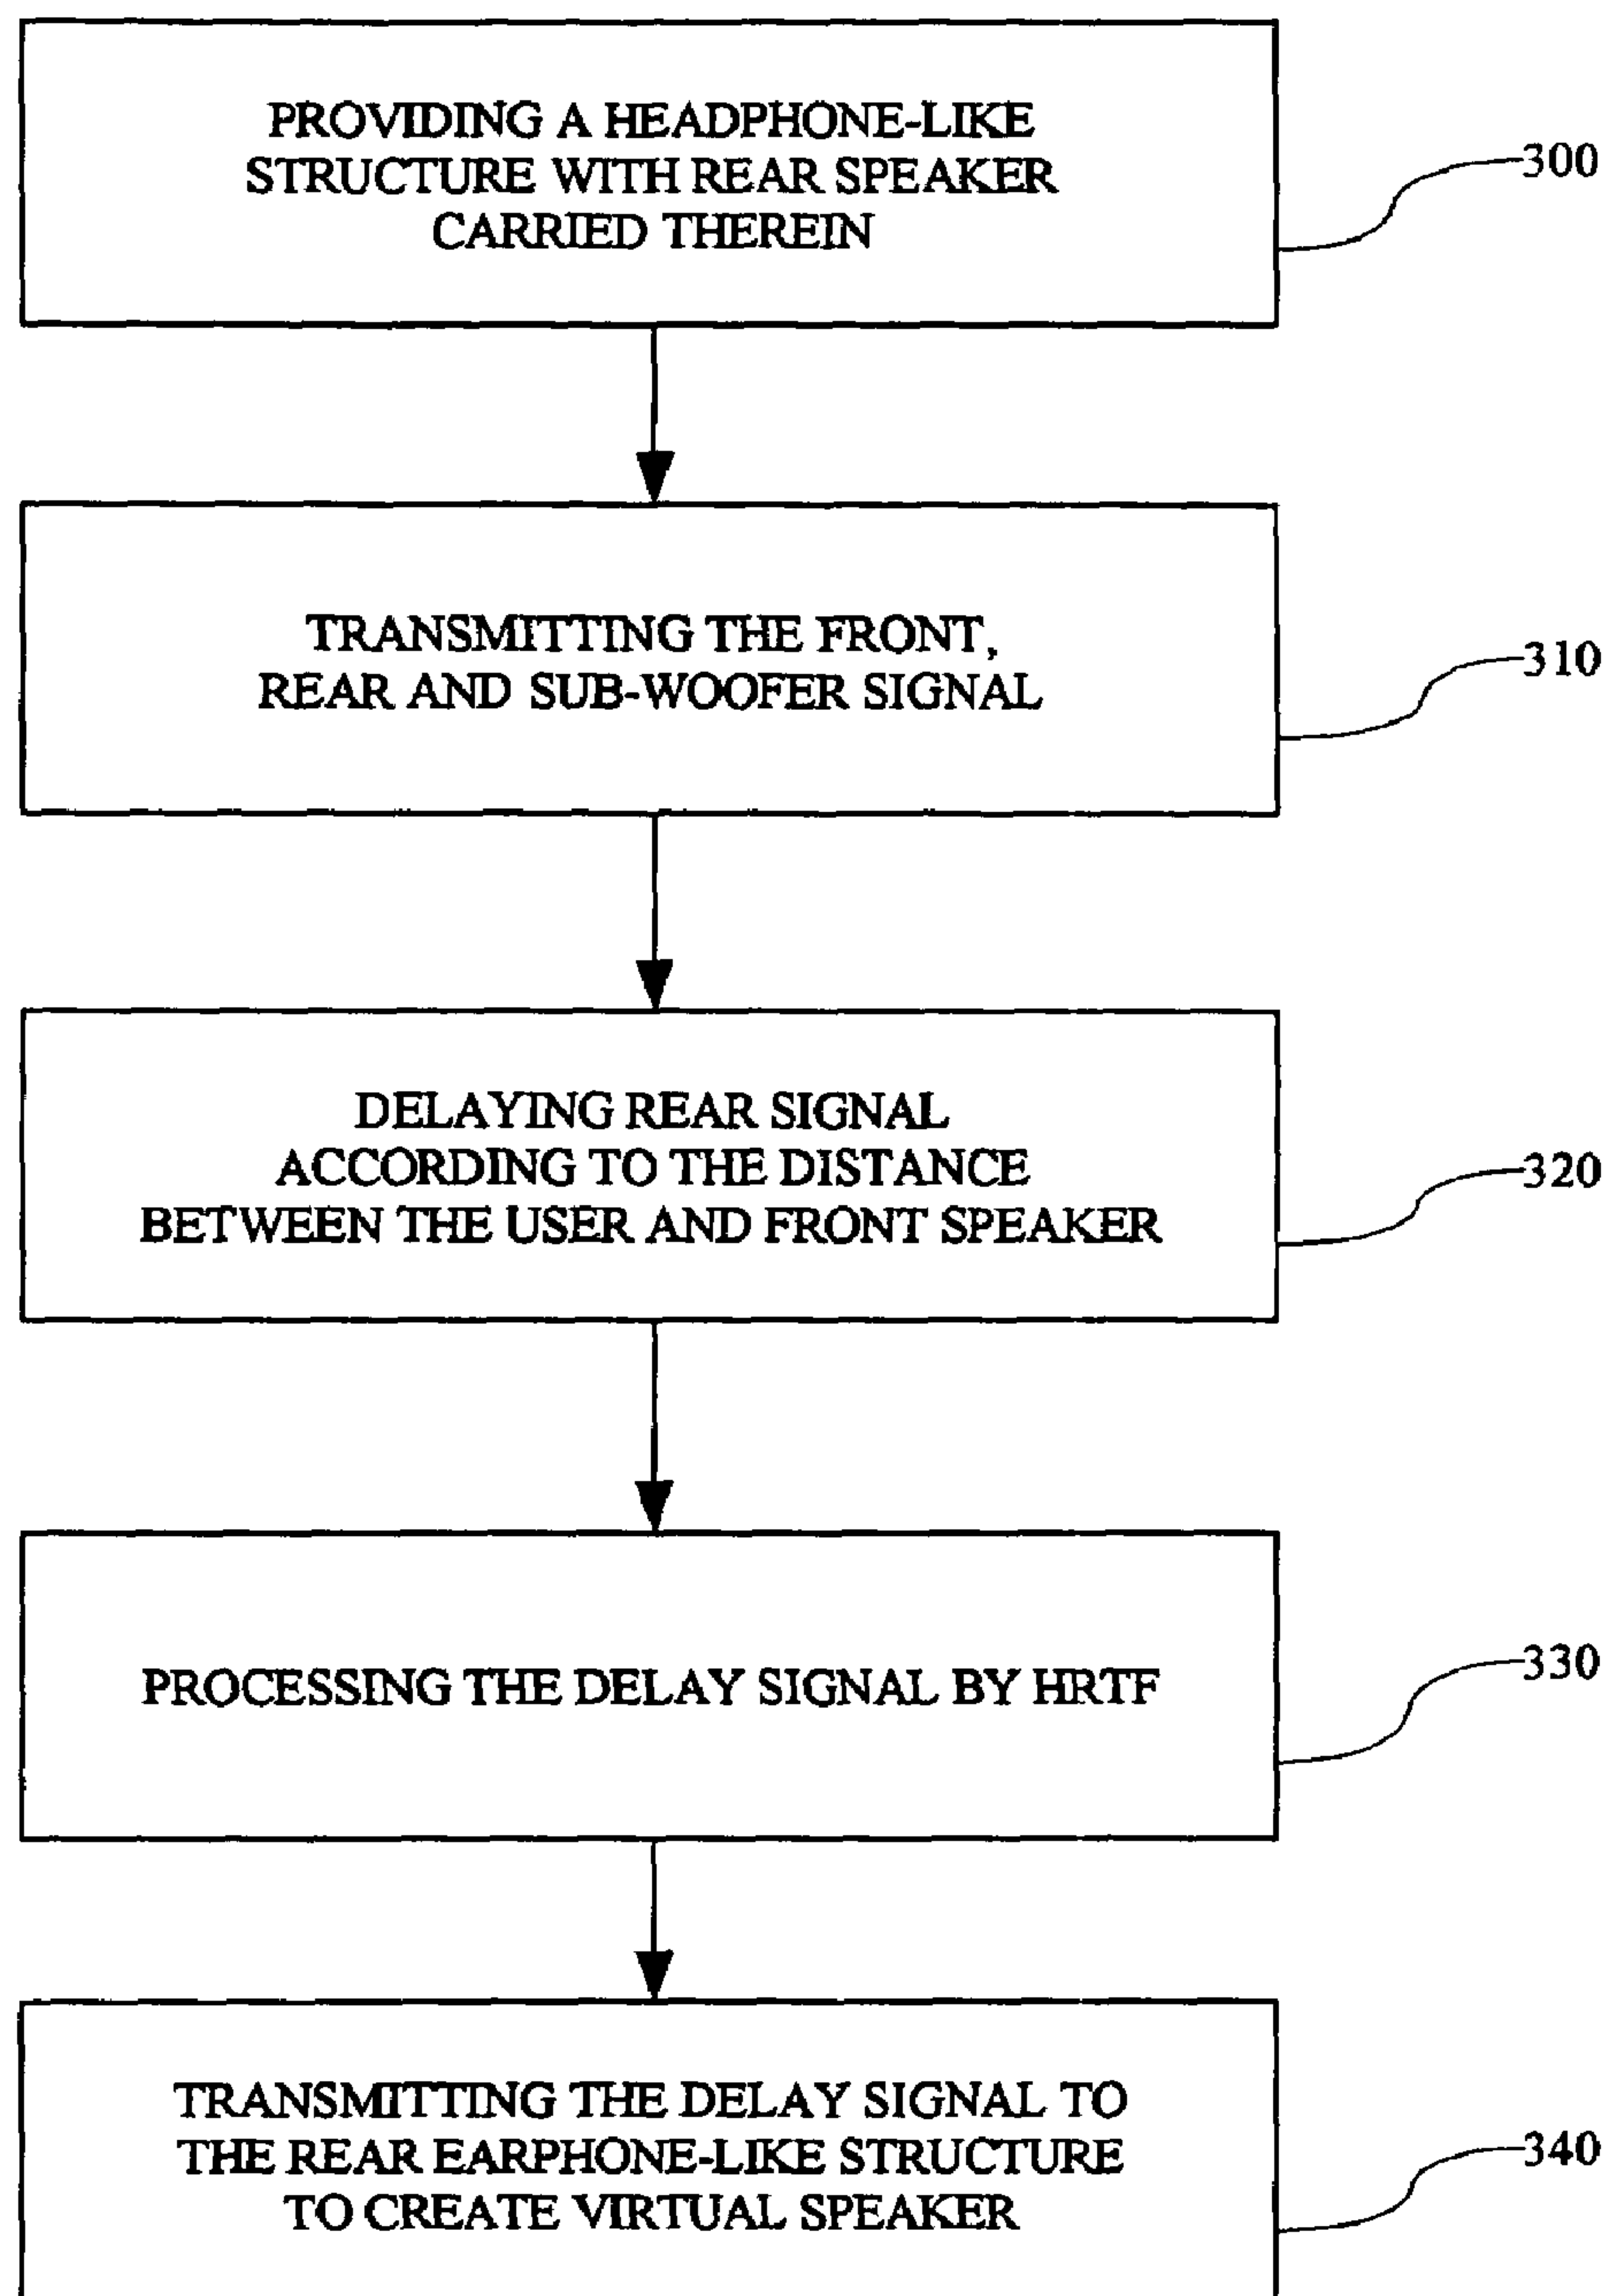 PROVIDING A HEADPHONE-LIKE
STRUCTURE WITH REAR SPEAKER
CARRIED THEREIN
300
TRANSMITTING THE FRONT,
REAR AND SUB-WOOFER SIGNAL
310
DELAYING REAR SIGNAL
ACCORDING TO THE DISTANCE
BETWEEN THE USER AND FRONT SPEAKER
320
PROCESSING THE DELAY SIGNAL BY HRTF
330
TRANSMITTING THE DELAY SIGNAL TO
THE REAR EARPHONE-LIKE STRUCTURE
TO CREATE VIRTUAL SPEAKER
340